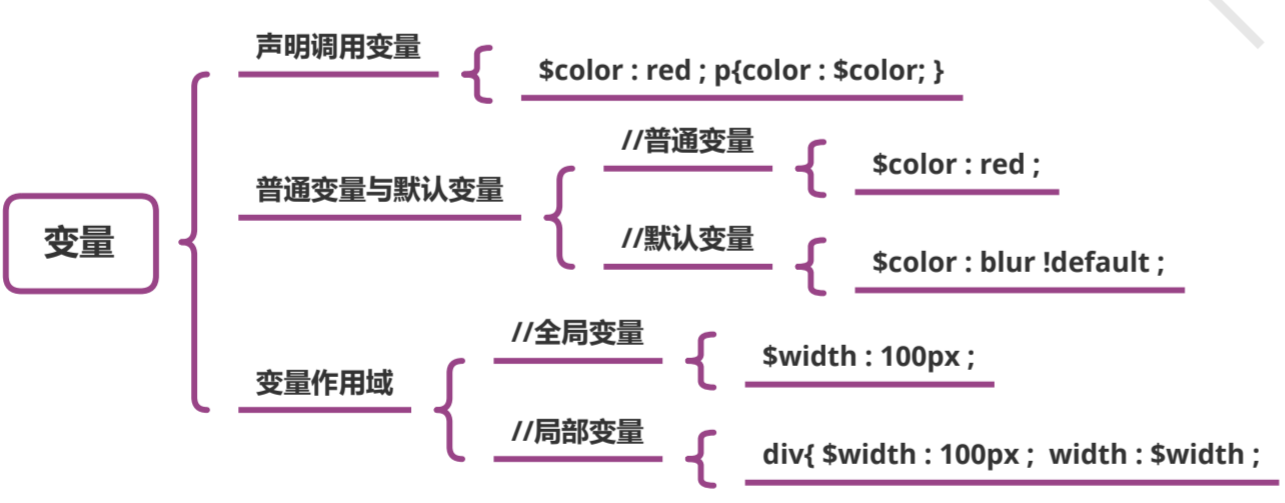 变量
声明调用变量
$color : red ; p{color : $color; }
普通变量与默认变量
//普通变量
$color : red ;
//默认变量
$color : blur !default ;
变量作用域
//全局变量
$width : 100px ;
//局部变量
div{ $width : 100px ;  width : $width ;